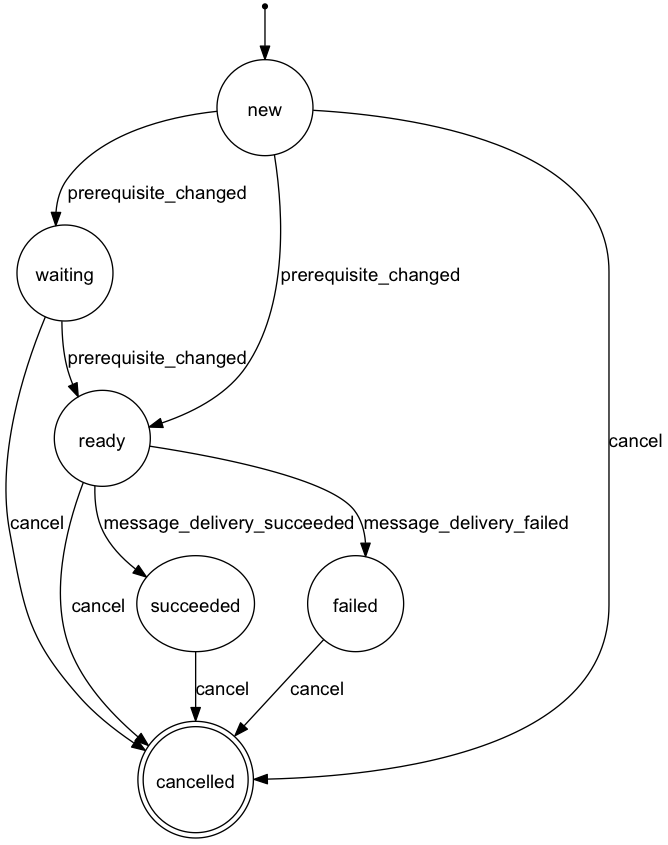 new
prerequisite_changed
waiting
prerequisite_changed
prerequisite_changed
ready
cancel
cancel
message_delivery_succeeded
message_delivery_failed
cancel
succeeded
failed
cancel
cancel
cancelled